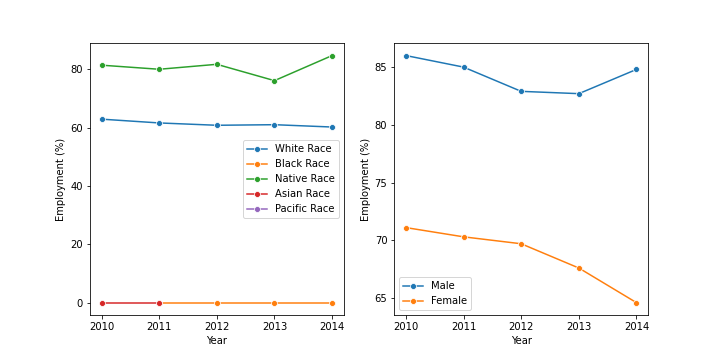 80
60
40
20
0
Employment (%)
2010 2011 2012 2013 2014
Year
White Race
Black Race
Native Race
Asian Race
Pacific Race
85
80
75
70
65
Employment (%)
2010 2011 2012 2013 2014
Year
Male
Female